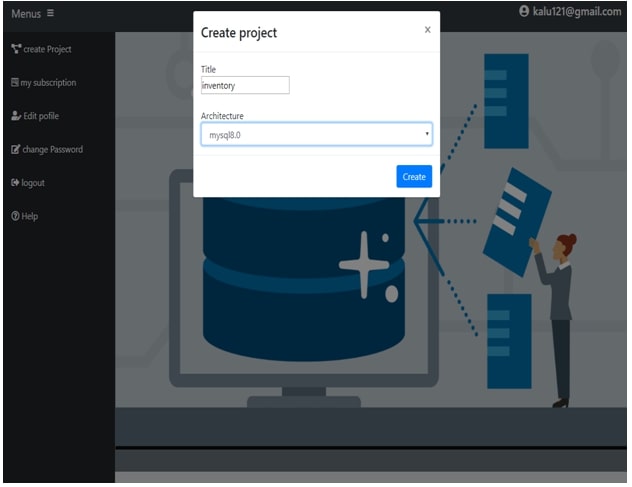 Menus
kalu121@gmail.com
create Project
my subscription
Edit pofile
change Password
logout
Help
Create project
x
Title
inventory
Architecture
mysql8.0
Create